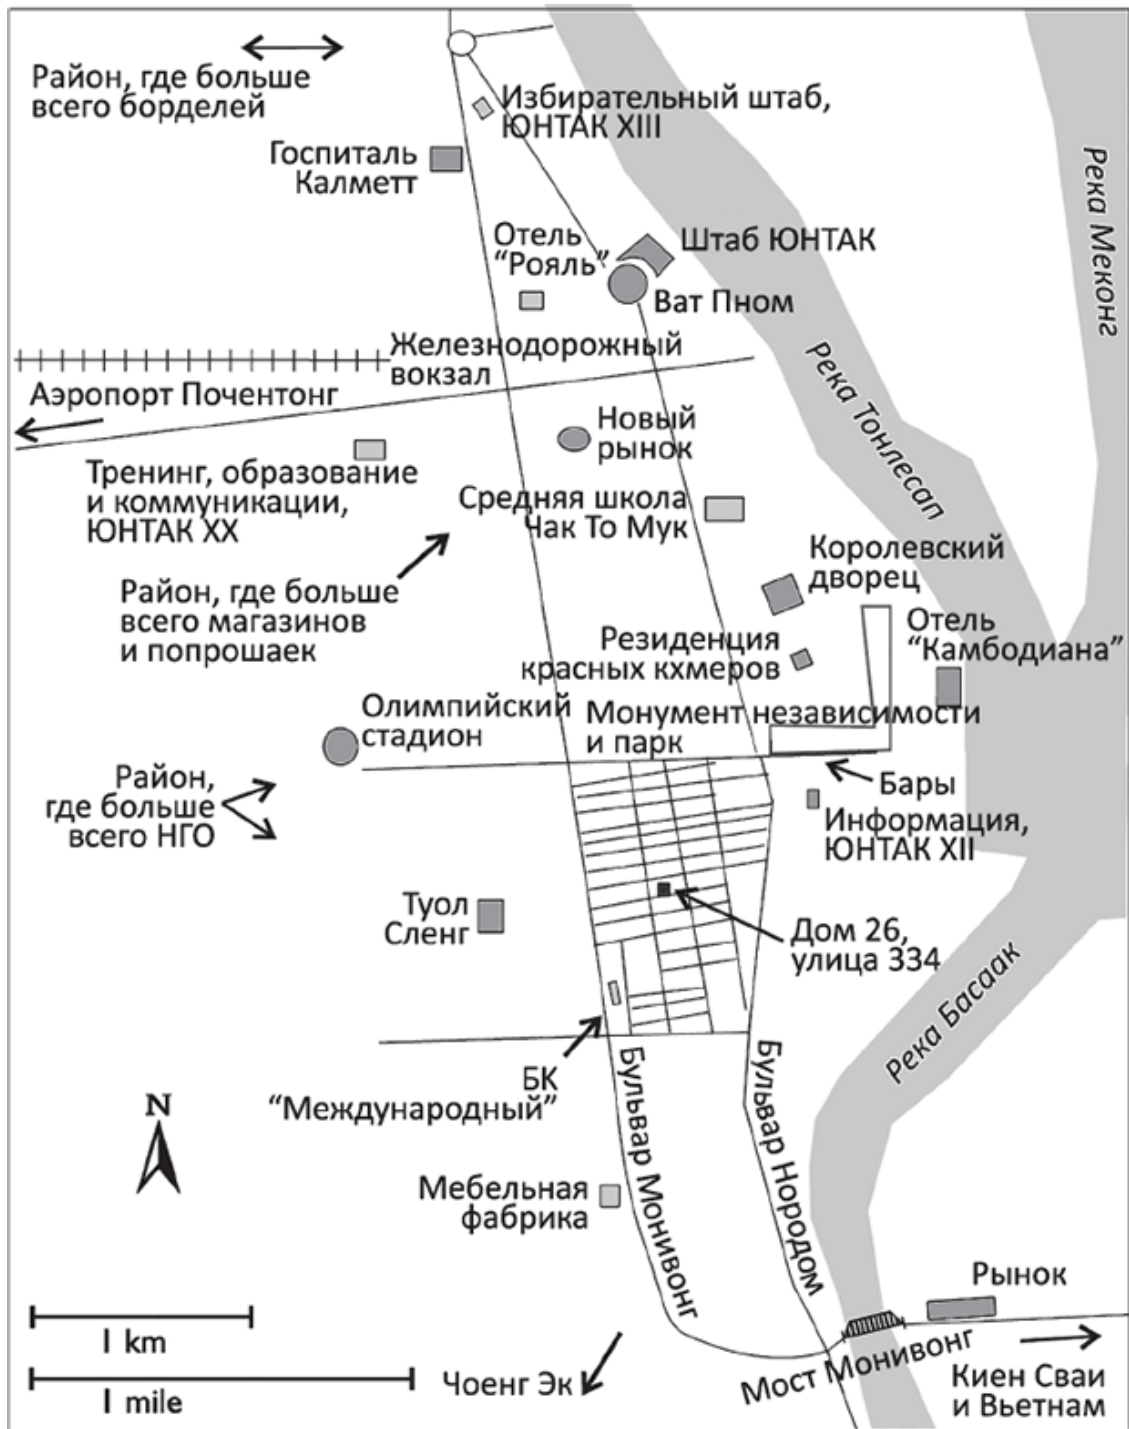 Район, где больше
всего борделей
Избирательный штаб,
ЮНТАК XIII
Госпиталь
Калметт
Река Меконг
Отель
“Рояль”
Штаб ЮНТАК
Ват Пном
Железнодорожный
вокзал
Река Тонлесап
Аэропорт Почентонг
Новый
рынок
Тренинг, образование
и коммуникации,
ЮНТАК XX
Средняя школа
Чак То Мук
Королевский
дворец
Район, где больше
всего магазинов
и попрошаек
Отель
“Камбодиана”
Резиденция
красных кхмеров
Олимпийский
стадион
Монумент независимости
и парк
Район,
где больше
всего НГО
Бары
Информация,
ЮНТАК XII
Туол
Сленг
Дом 26,
улица 334
Река Басаак
БК
“Международный”
Бульвар Монивонг
Бульвар Нородом
N
Мебельная
фабрика
Рынок
1 km
1 mile
Чоенг Эк
Мост Монивонг
Киен Сваи
и Вьетнам